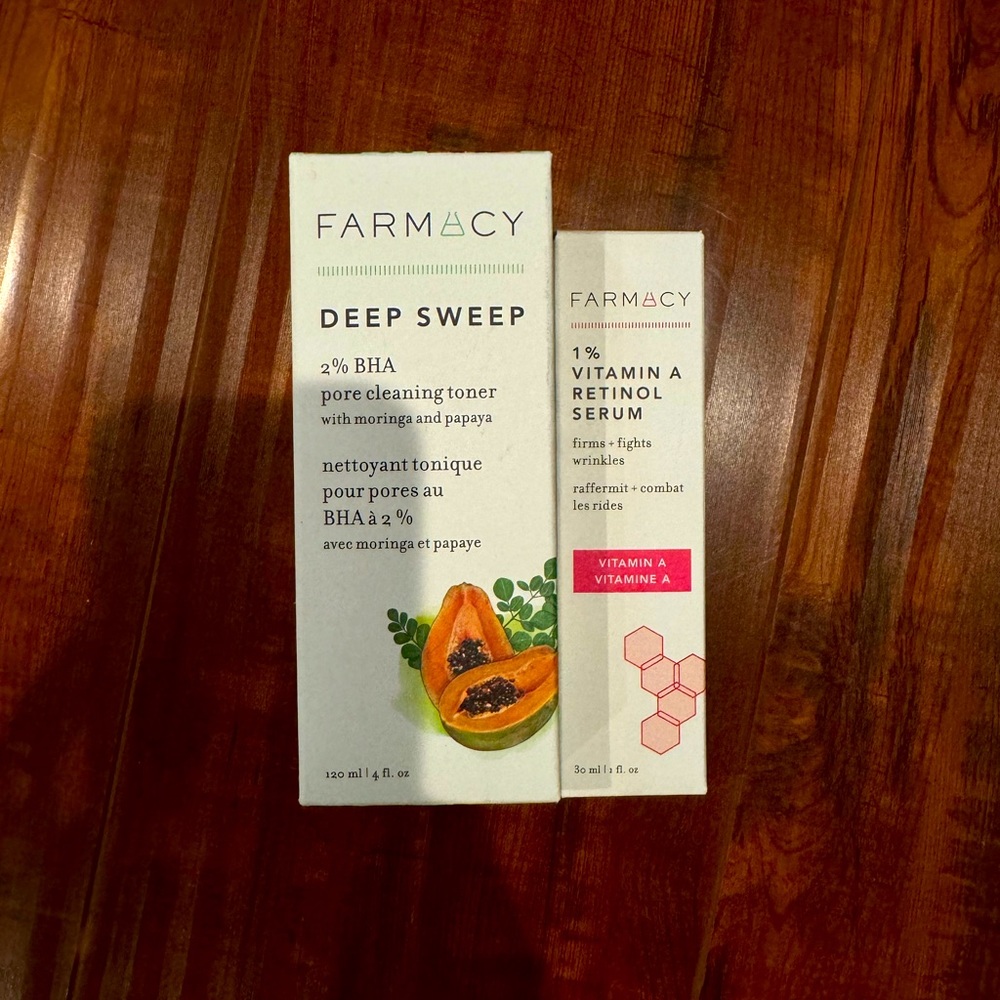 FARMACY
DEEP SWEEP
2% BHA
pore cleaning toner
with moringa and papaya
nettoyant tonique
pour pores au
BHA à 2 %
avec moringa et papaye
120 ml | 4 fl. oz
FARMACY
1%
VITAMIN A
RETINOL
SERUM
firms + fights
wrinkles
raffermit + combat
les rides
VITAMIN A
VITAMINE A
30 ml | 1 fl. oz